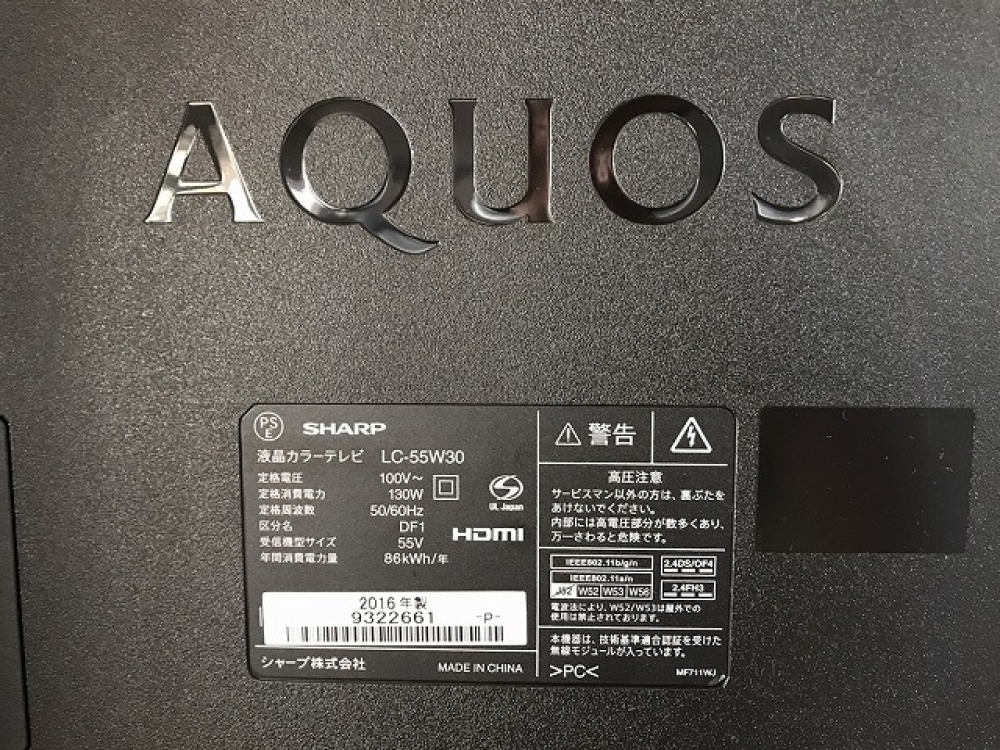 AQUOS
PS
E
SHARP
液晶カラーテレビ LC-55W30
定格電圧 100V～
定格消費電力 130W
定格周波数 50/60Hz
区分名 DF1
受信機型サイズ 55V
年間消費電力量 86kWh/年
UL Japan
HDMI
2016年製
9322661 -P-
シャープ株式会社 MADE IN CHINA
警告
高圧注意
サービスマン以外の方は、裏ぶたを
あけないでください。
内部には高電圧部分が数多くあり、
万一さわると危険です。
IEEE802.11b/g/n
IEEE802.11a/n
J52 W52 W53 W56
2.4DS/OF4
2.4FH3
電波法により、W52/W53は屋外での
使用は禁止されております。
本機器は、技術基準適合認証を受けた
無線モジュールが入っています。
>PC<
MF711WJ